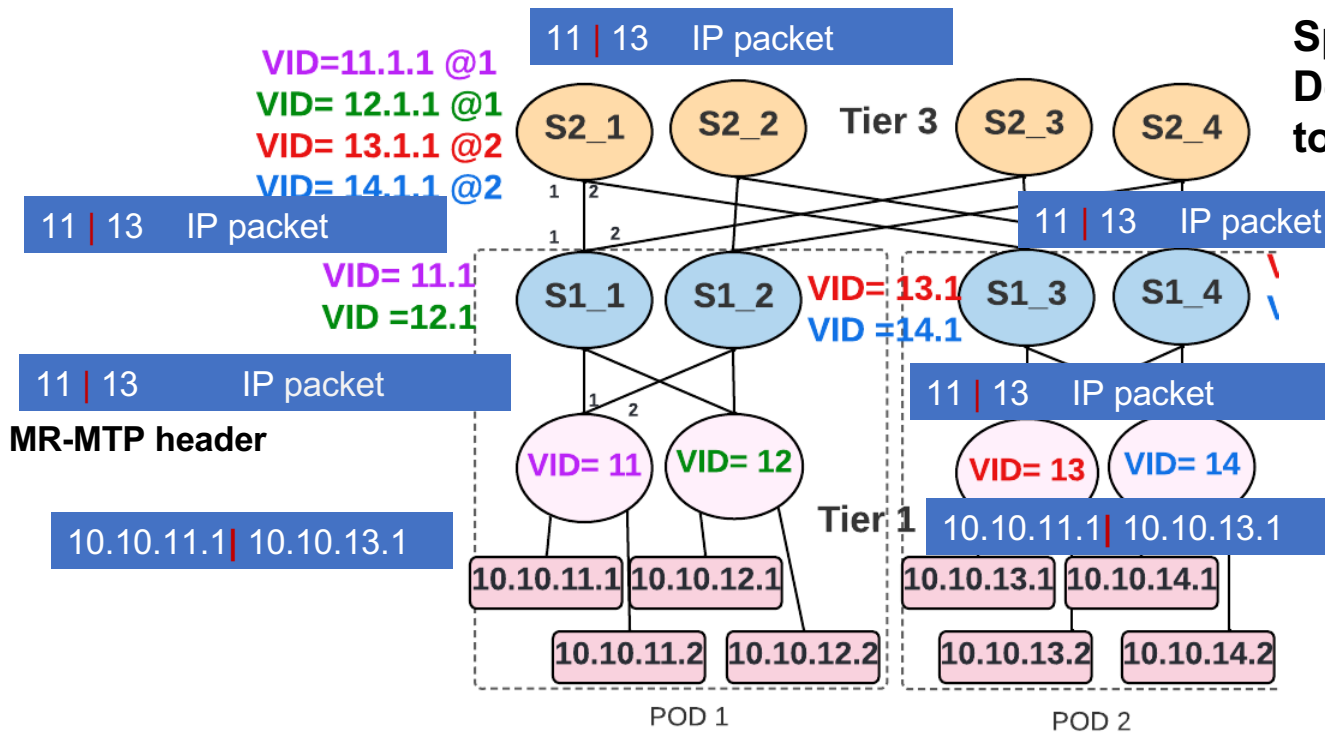 11 | 13 IP packet
Sp
D
to
VID=11.1.1 @1
VID= 12.1.1 @1
VID= 13.1.1 @2
VID= 14.1.1 @2
S2_1
S2_2
Tier 3
S2_3
S2_4
1
2
11 | 13 IP packet
11 | 13 IP packet
1
2
VID= 11.1
VID =12.1
S1_1
S1_2
VID= 13.1
VID =14.1
S1_3
S1_4
11 | 13 IP packet
11 | 13 IP packet
1
2
MR-MTP header
VID= 11
VID= 12
VID= 13
VID= 14
Tier 1
10.10.11.1| 10.10.13.1
10.10.11.1| 10.10.13.1
10.10.11.1
10.10.12.1
10.10.13.1
10.10.14.1
10.10.11.2
10.10.12.2
10.10.13.2
10.10.14.2
POD 1
POD 2